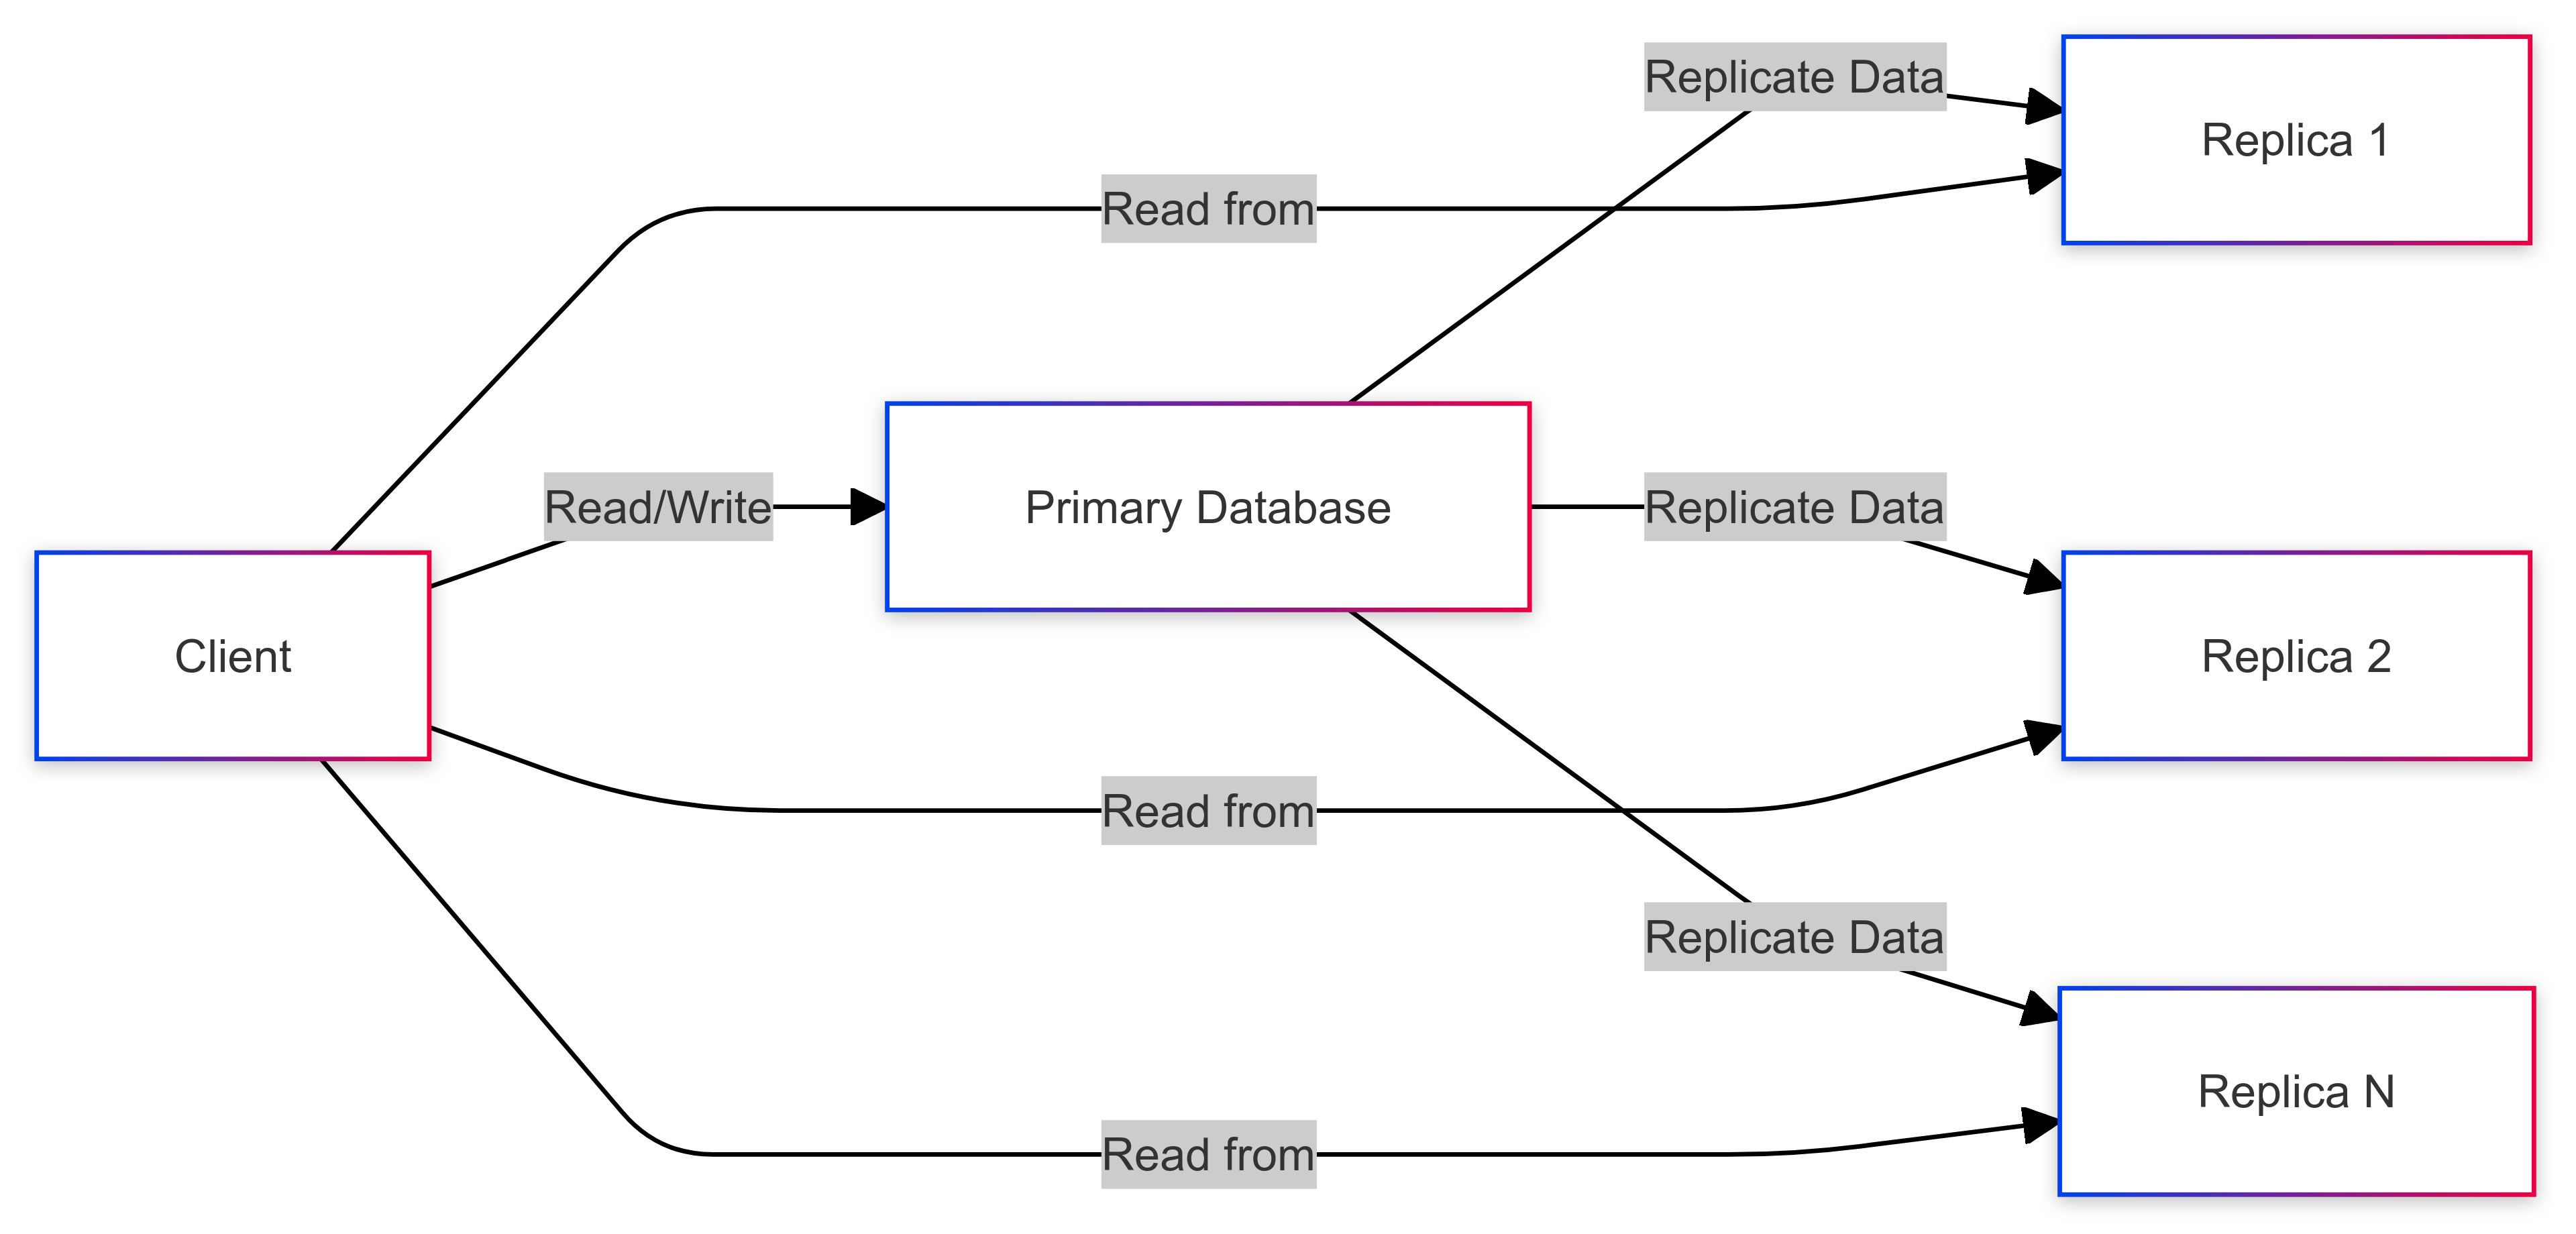 Replicate Data
Replica 1
Read from
Read/Write
Primary Database
Replicate Data
Client
Replica 2
Read from
Replicate Data
Replica N
Read from